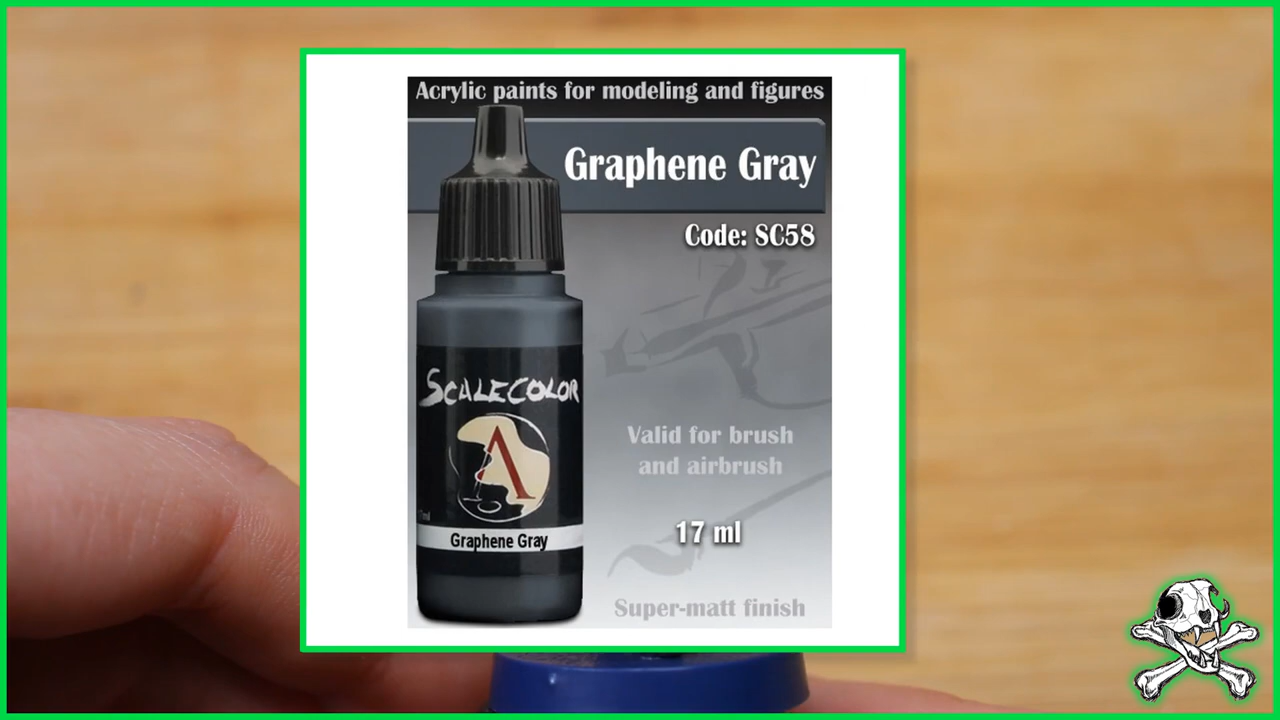 Acrylic paints for modeling and figures
Graphene Gray
Code: SC58
SCALECOLOR
Valid for brush
and airbrush
17 ml
Graphene Gray
Super-matt finish